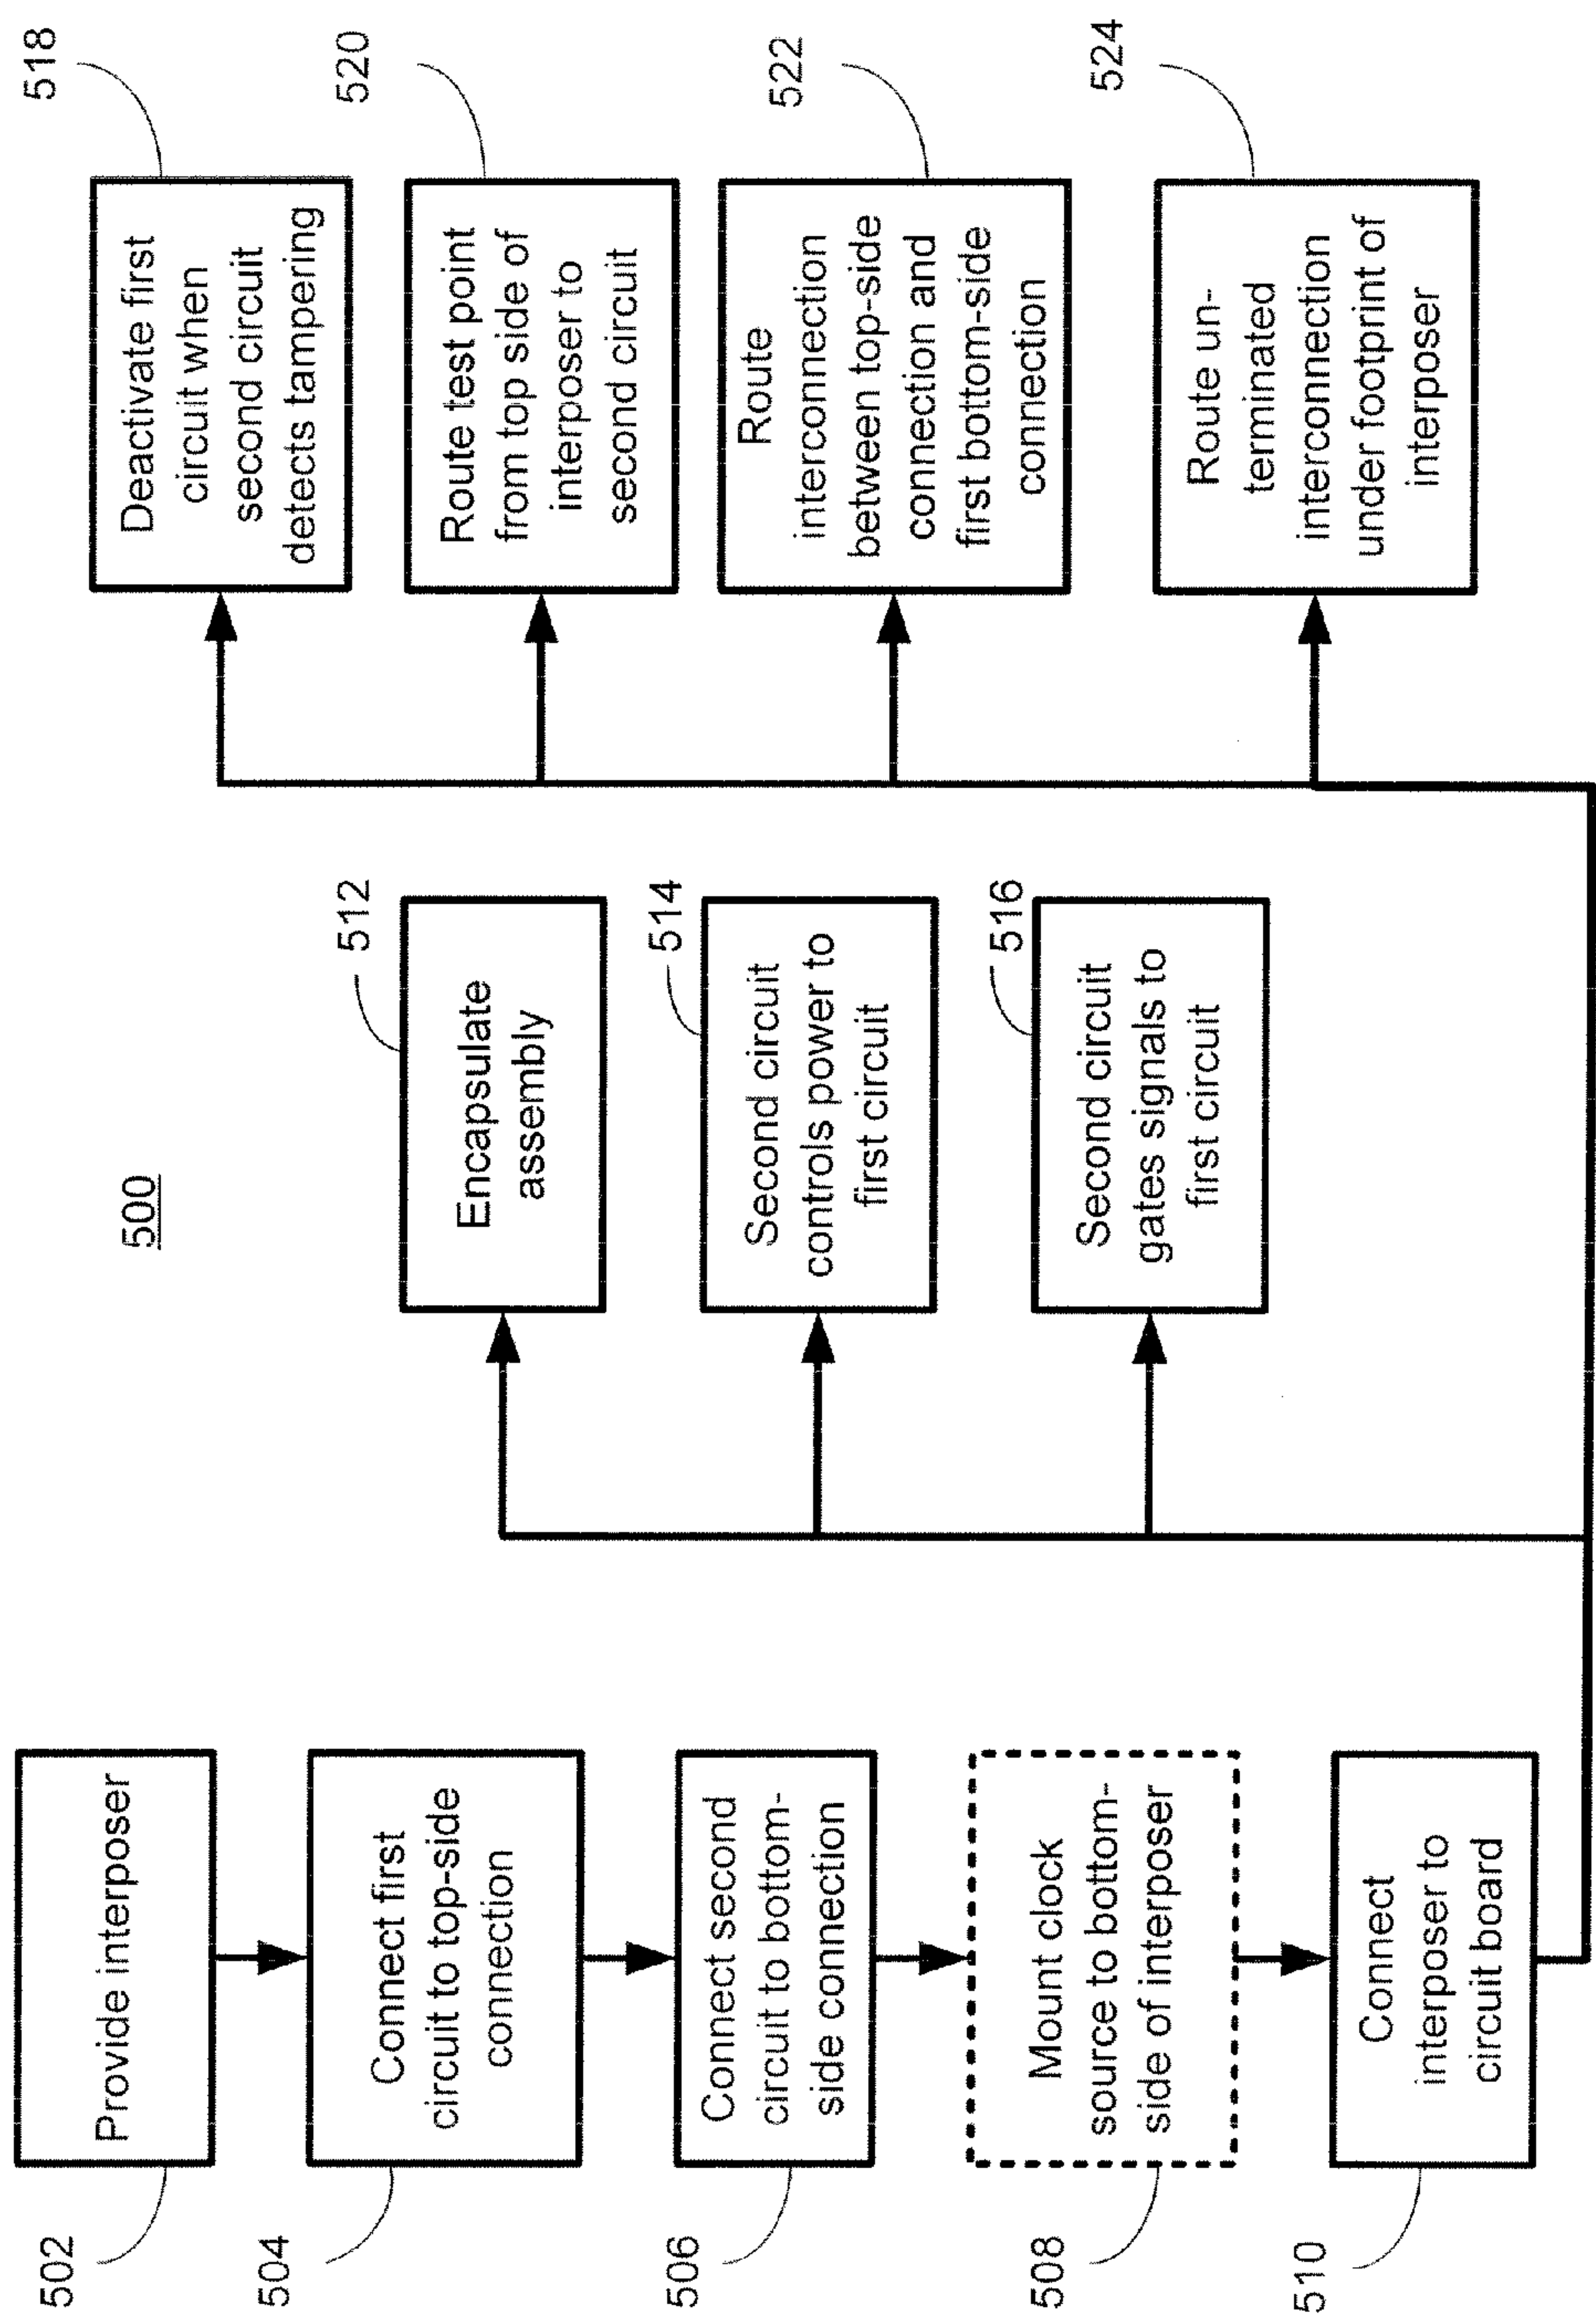 500
502
Provide interposer
504
Connect first
circuit to top-side
connection
506
Connect second
circuit to bottom-
side connection
508
Mount clock
source to bottom-
side of interposer
510
Connect
interposer to
circuit board
512
Encapsulate
assembly
514
Second circuit
controls power to
first circuit
516
Second circuit
gates signals to
first circuit
518
Deactivate first
circuit when
second circuit
detects tampering
520
Route test point
from top side of
interposer to
second circuit
522
Route
interconnection
between top-side
connection and
first bottom-side
connection
524
Route un-
terminated
interconnection
under footprint of
interposer